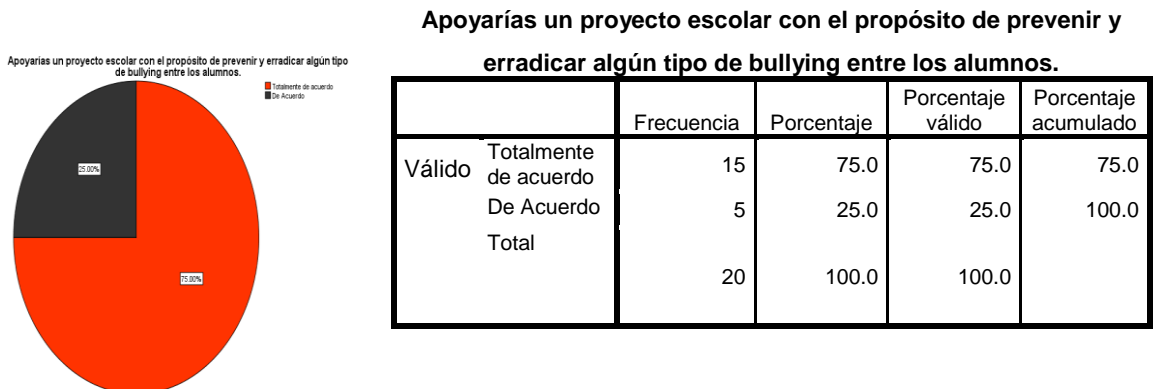 Apoyarías un proyecto escolar con el propósito de prevenir y erradicar algún tipo
de bullying entre los alumnos.
Totalmente de acuerdo
De Acuerdo
25.00%
75.00%
Apoyarías un proyecto escolar con el propósito de prevenir y
erradicar algún tipo de bullying entre los alumnos.
Frecuencia Porcentaje Porcentaje válido Porcentaje acumulado
Válido Totalmente de acuerdo 15 75.0 75.0 75.0
De Acuerdo 5 25.0 25.0 100.0
Total 20 100.0 100.0